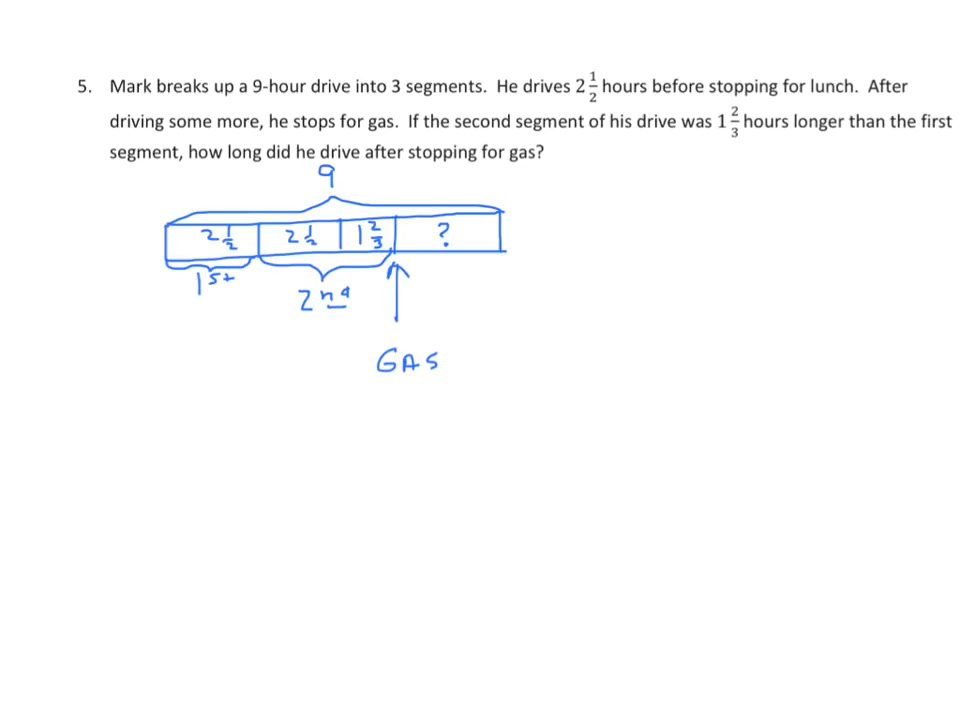 5. Mark breaks up a 9-hour drive into 3 segments. He drives 2 1/2 hours before stopping for lunch. After
driving some more, he stops for gas. If the second segment of his drive was 1 2/3 hours longer than the first
segment, how long did he drive after stopping for gas?
9
2 1/2 2 1/2 1 2/3 ?
1st
2nd
GAS